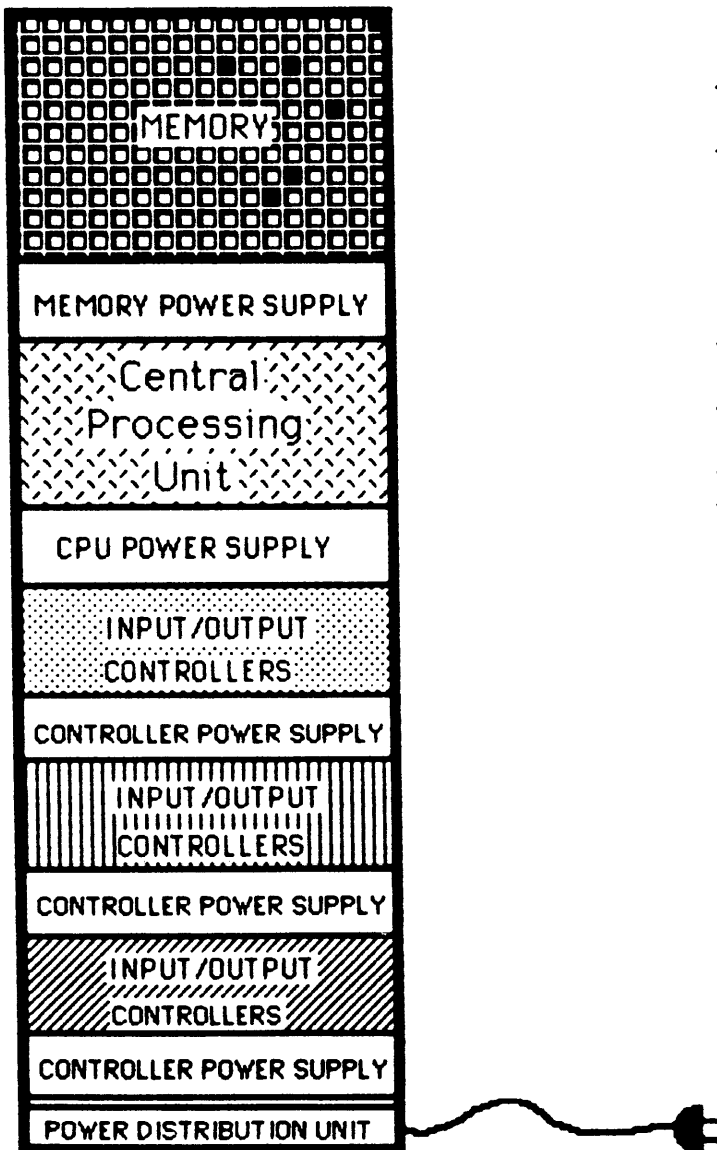 MEMORY
MEMORY POWER SUPPLY
Central
Processing
Unit
CPU POWER SUPPLY
INPUT/OUTPUT
CONTROLLERS
CONTROLLER POWER SUPPLY
INPUT/OUTPUT
CONTROLLERS
CONTROLLER POWER SUPPLY
INPUT/OUTPUT
CONTROLLERS
CONTROLLER POWER SUPPLY
POWER DISTRIBUTION UNIT